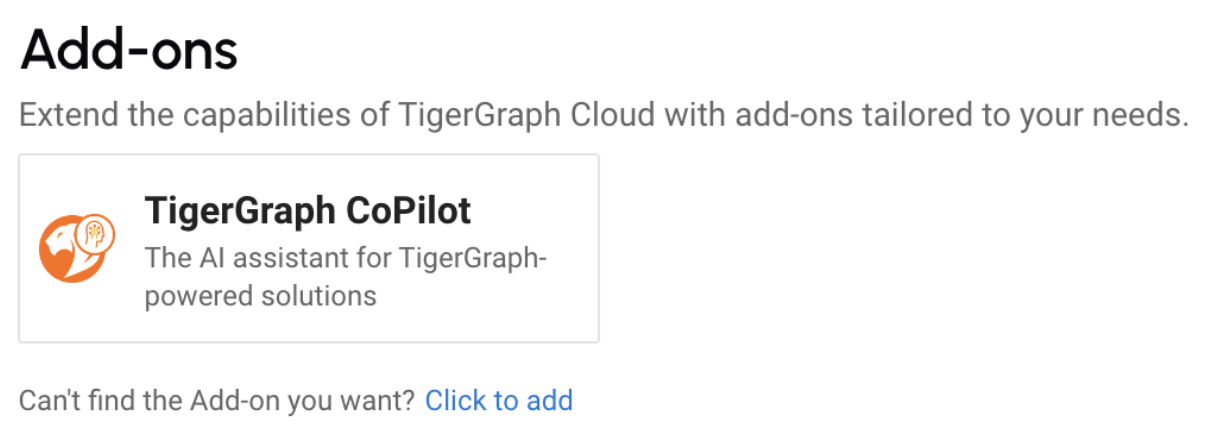 Add-ons
Extend the capabilities of TigerGraph Cloud with add-ons tailored to your needs.
TigerGraph CoPilot
The AI assistant for TigerGraph-
powered solutions
Can't find the Add-on you want? Click to add